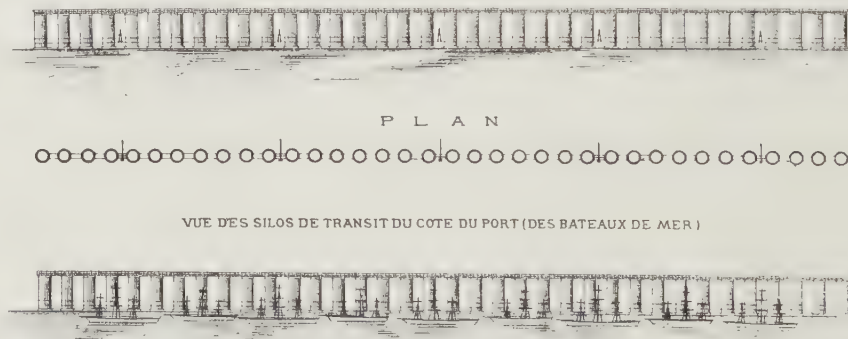 PLAN
VUE DES SILOS DE TRANSIT DU COTE DU PORT (DES BATEAUX DE MER)